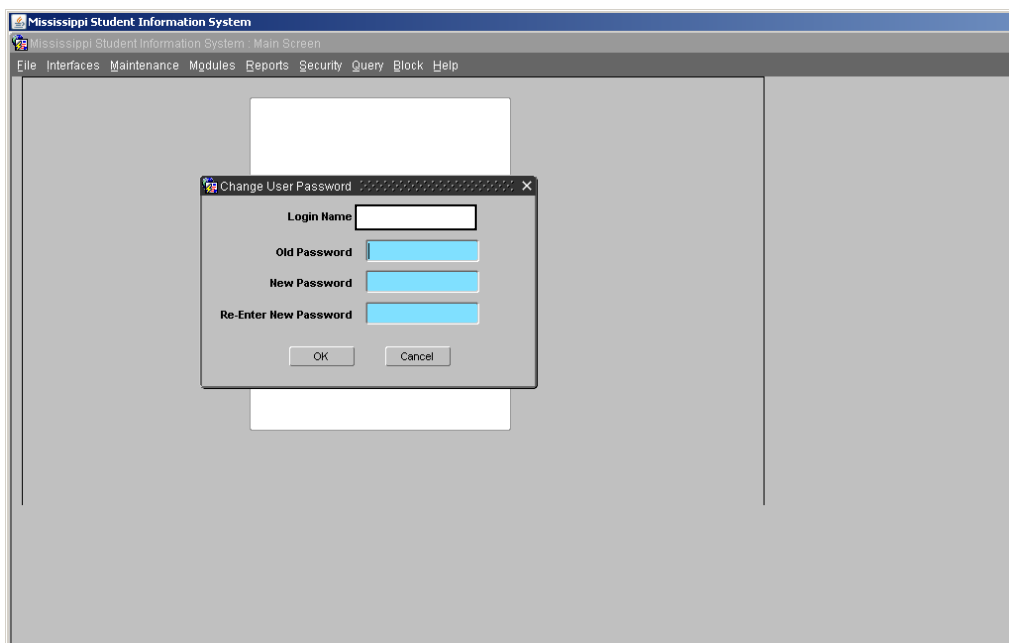 Mississippi Student Information System
Mississippi Student Information System : Main Screen
File Interfaces Maintenance Modules Reports Security Query Block Help
Change User Password
Login Name
Old Password
New Password
Re-Enter New Password
OK Cancel